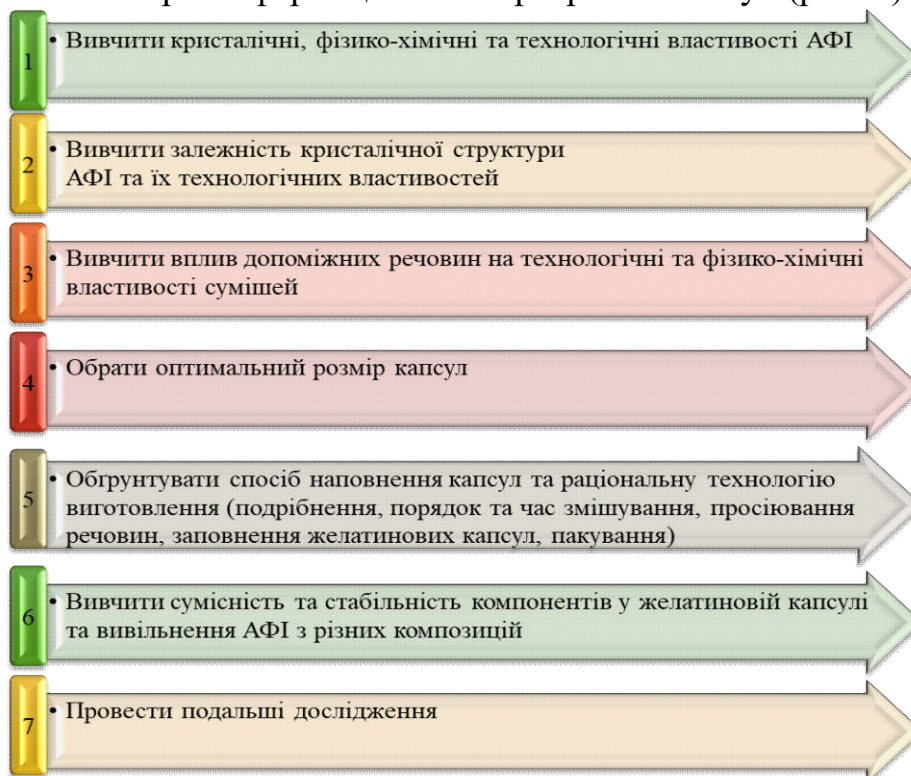 1
• Вивчити кристалічні, фізико-хімічні та технологічні властивості АФІ
2
• Вивчити залежність кристалічної структури
АФІ та їх технологічних властивостей
3
• Вивчити вплив допоміжних речовин на технологічні та фізико-хімічні
властивості сумішей
4
• Обрати оптимальний розмір капсул
5
• Обґрунтувати спосіб наповнення капсул та раціональну технологію
виготовлення (подрібнення, порядок та час змішування, просіювання
речовин, заповнення желатинових капсул, пакування)
6
• Вивчити сумісність та стабільність компонентів у желатиновій капсулі
та вивільнення АФІ з різних композицій
7
• Провести подальші дослідження